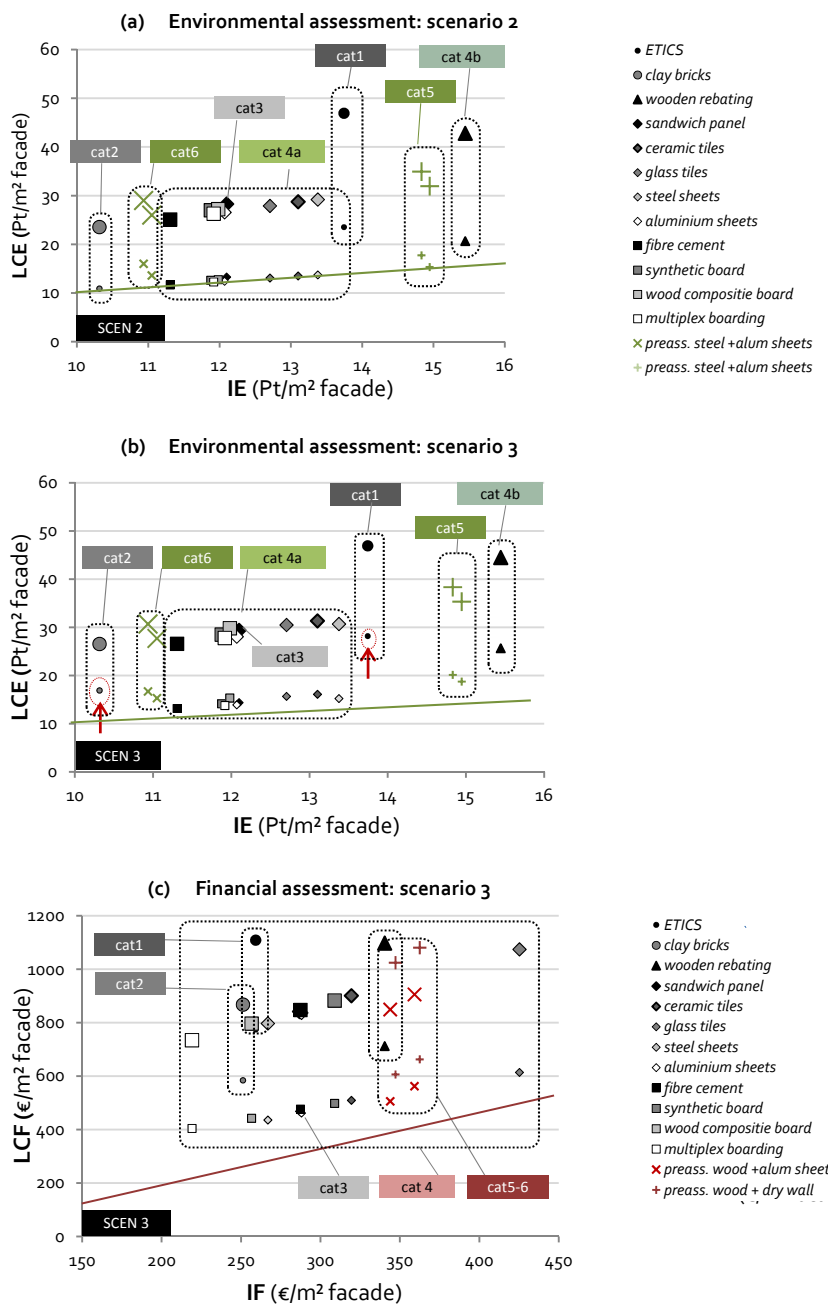 (a) Environmental assessment: scenario 2
60
50
40
30
20
10
0
LCE (Pt/m² facade)
cat1
cat 4b
cat3
cat5
cat2
cat6
cat 4a
SCEN 2
10 11 12 13 14 15 16
IE (Pt/m² facade)
ETICS
clay bricks
wooden rebating
sandwich panel
ceramic tiles
glass tiles
steel sheets
aluminium sheets
fibre cement
synthetic board
wood compositie board
multiplex boarding
preass. steel +alum sheets
preass. steel +alum sheets
(b) Environmental assessment: scenario 3
60
50
40
30
20
10
0
LCE (Pt/m² facade)
cat1
cat 4b
cat5
cat2
cat6
cat 4a
cat3
SCEN 3
10 11 12 13 14 15 16
IE (Pt/m² facade)
(c) Financial assessment: scenario 3
1200
1000
800
600
400
200
0
LCF (€/m² facade)
cat1
cat2
cat3
cat 4
cat5-6
SCEN 3
150 200 250 300 350 400 450
IF (€/m² facade)
ETICS
clay bricks
wooden rebating
sandwich panel
ceramic tiles
glass tiles
steel sheets
aluminium sheets
fibre cement
synthetic board
wood compositie board
multiplex boarding
preass. wood +alum sheet
preass. wood + dry wall